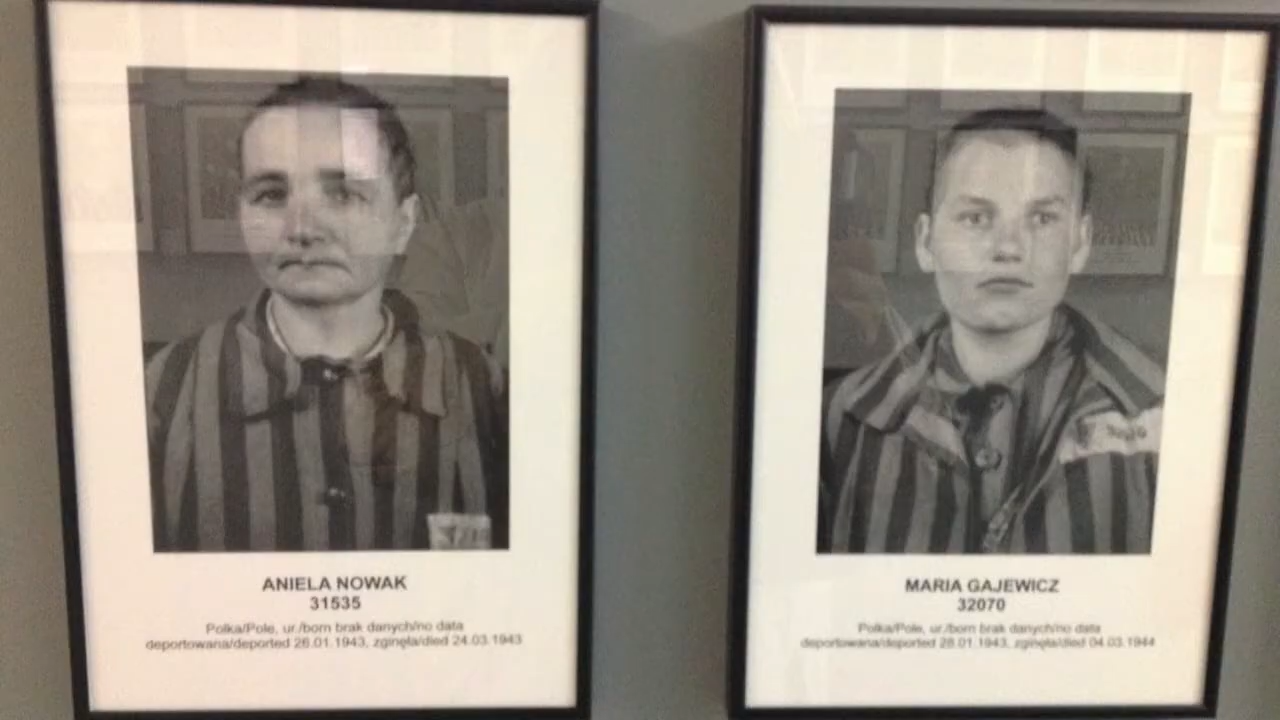 ANIELA NOWAK
31535
Polka/Pole, ur./born brak danych/no data
deportowana/deported 26.01.1943, zginęła/died 24.03.1943
MARIA GAJEWICZ
32070
Polka/Pole, ur./born brak danych/no data
deportowana/deported 28.01.1943, zginęła/died 04.03.1944